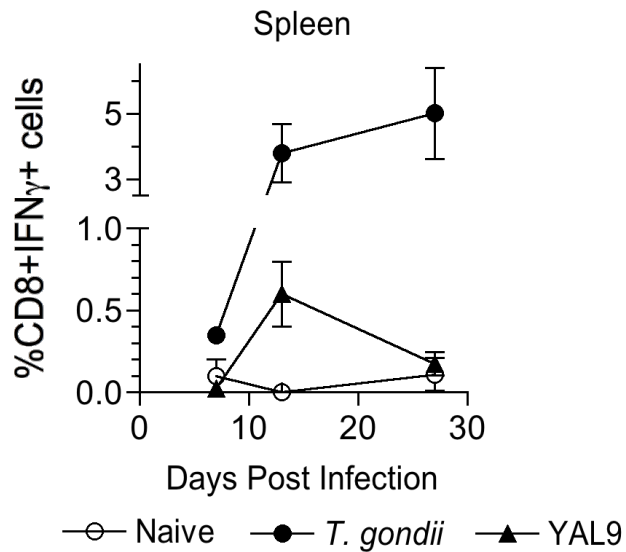 Spleen
%CD8+IFNγ+ cells
5
3
1.0
0.5
0.0
0 10 20 30
Days Post Infection
Naive T. gondii YAL9